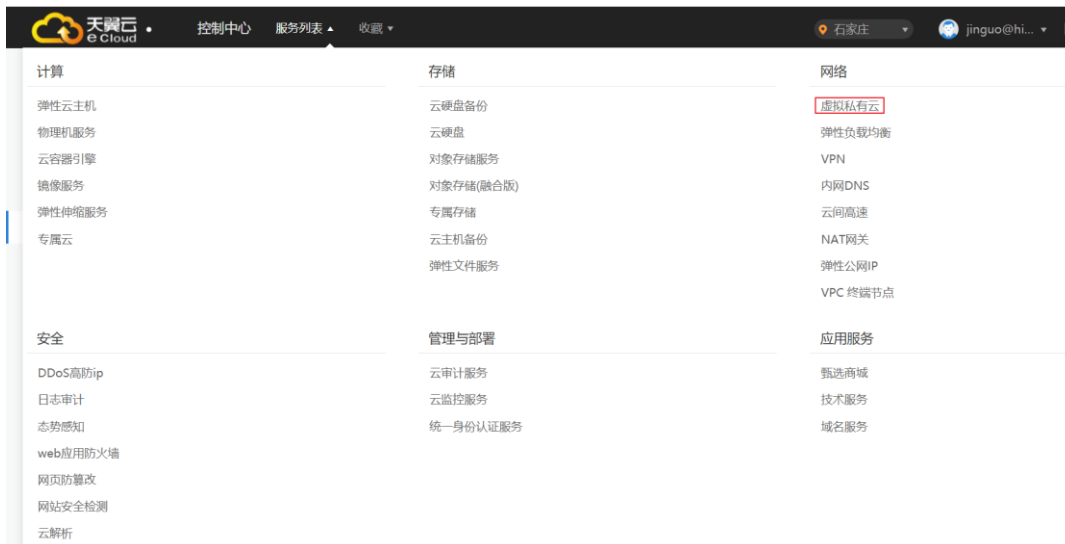 天翼云
e Cloud
控制中心 服务列表 收藏 石家庄 jinguo@hi...
计算
弹性云主机
物理机服务
云容器引擎
镜像服务
弹性伸缩服务
专属云
存储
云硬盘备份
云硬盘
对象存储服务
对象存储(融合版)
专属存储
云主机备份
弹性文件服务
网络
虚拟私有云
弹性负载均衡
VPN
内网DNS
云间高速
NAT网关
弹性公网IP
VPC 终端节点
安全
DDoS高防ip
日志审计
态势感知
web应用防火墙
网页防篡改
网站安全检测
云解析
管理与部署
云审计服务
云监控服务
统一身份认证服务
应用服务
甄选商城
技术服务
域名服务